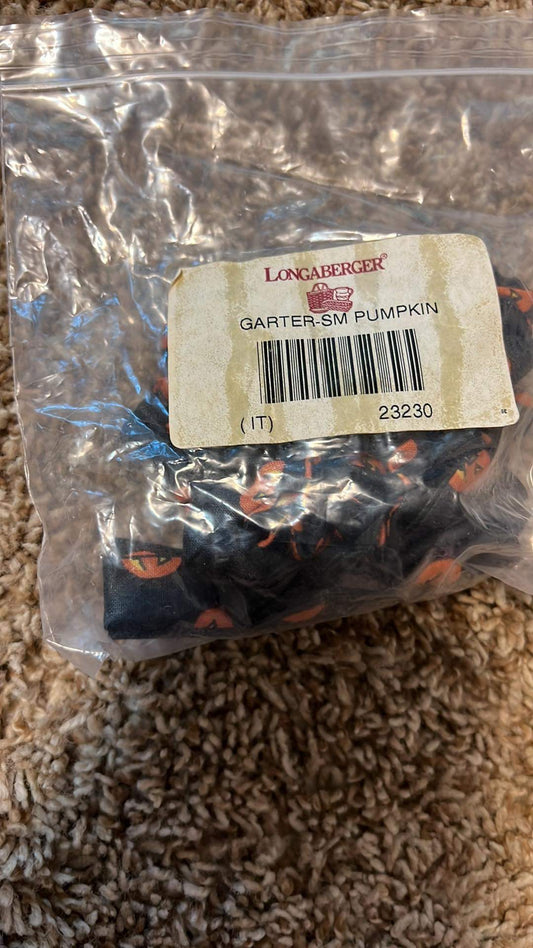 LONGABERGER®
GARTER-SM PUMPKIN
(IT) 23230